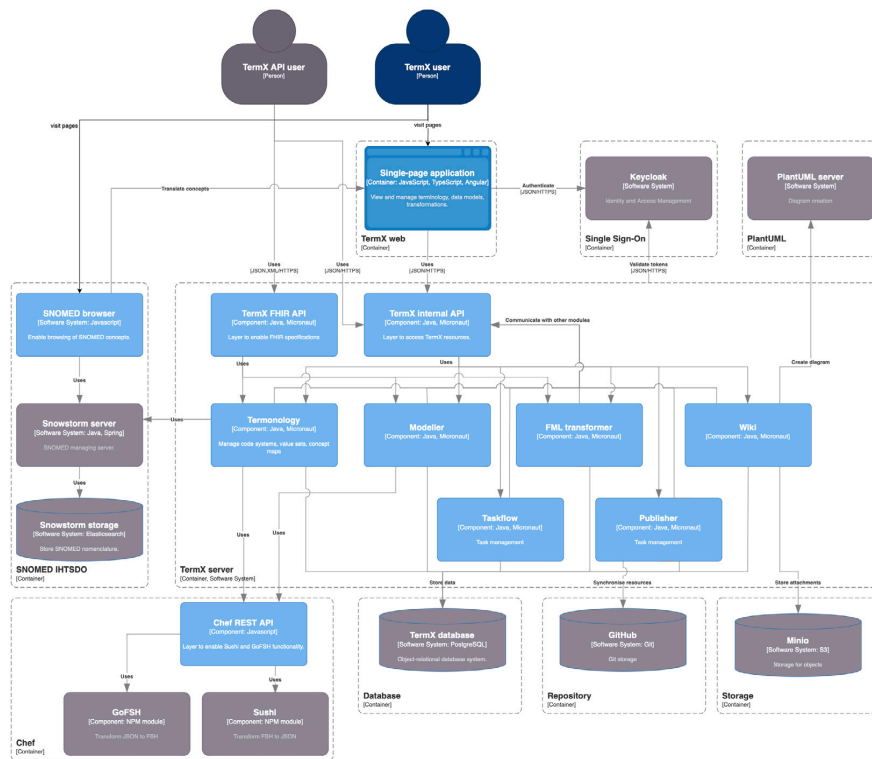 TermX API user
[Person]
TermX user
[Person]
visit pages
visit pages
Single-page application
[Container: JavaScript, TypeScript, Angular]
View and manage terminology, data models,
transformations.
TermX web
[Container]
Translate concepts
Authenticate
[JSON/HTTPS]
Keycloak
[Software System]
Identity and Access Management
Single Sign-On
[Container]
PlantUML server
[Software System]
Diagram creation
PlantUML
[Container]
Uses
[JSON,XML/HTTPS]
Uses
[JSON/HTTPS]
Uses
[JSON/HTTPS]
Validate tokens
[JSON/HTTPS]
SNOMED browser
[Software System: Javascript]
Enable browsing of SNOMED concepts.
TermX FHIR API
[Component: Java, Micronaut]
Layer to enable FHIR specifications
TermX internal API
[Component: Java, Micronaut]
Layer to access TermX resources.
Communicate with other modules
Uses
Uses
Uses
Create diagram
Snowstorm server
[Software System: Java, Spring]
SNOMED managing server
Uses
Termonology
[Component: Java, Micronaut]
Manage code systems, value sets, concept
maps
Modeller
[Component: Java, Micronaut]
FML transformer
[Component: Java, Micronaut]
Wiki
[Component: Java, Micronaut]
Uses
Snowstorm storage
[Software System: Elasticsearch]
Store SNOMED nomenclature.
SNOMED IHTSDO
[Container]
Uses
Uses
Taskflow
[Component: Java, Micronaut]
Task management
Publisher
[Component: Java, Micronaut]
Task management
TermX server
[Container, Software System]
Store data
Synchronise resources
Store attachments
Chef REST API
[Component: Javascript]
Layer to enable Sushi and GoFSH functionality.
TermX database
[Software System: PostgreSQL]
Object-relational database system.
Database
[Container]
GitHub
[Software System: Git]
Git storage
Repository
[Container]
Minio
[Software System: S3]
Storage for objects
Storage
[Container]
Uses
Uses
GoFSH
[Component: NPM module]
Transform JSON to FSH
Sushi
[Component: NPM module]
Transform FSH to JSON
Chef
[Container]